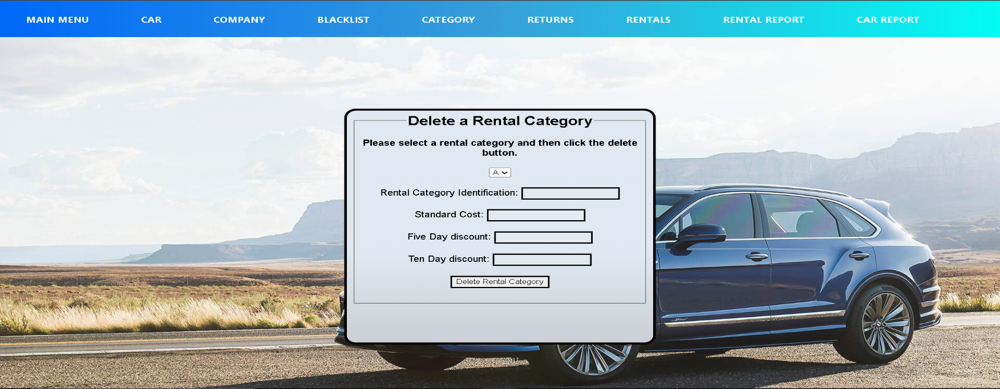 MAIN MENU CAR COMPANY BLACKLIST CATEGORY RETURNS RENTALS RENTAL REPORT CAR REPORT
Delete a Rental Category
Please select a rental category and then click the delete
button.
A
Rental Category Identification:
Standard Cost:
Five Day discount:
Ten Day discount:
Delete Rental Category